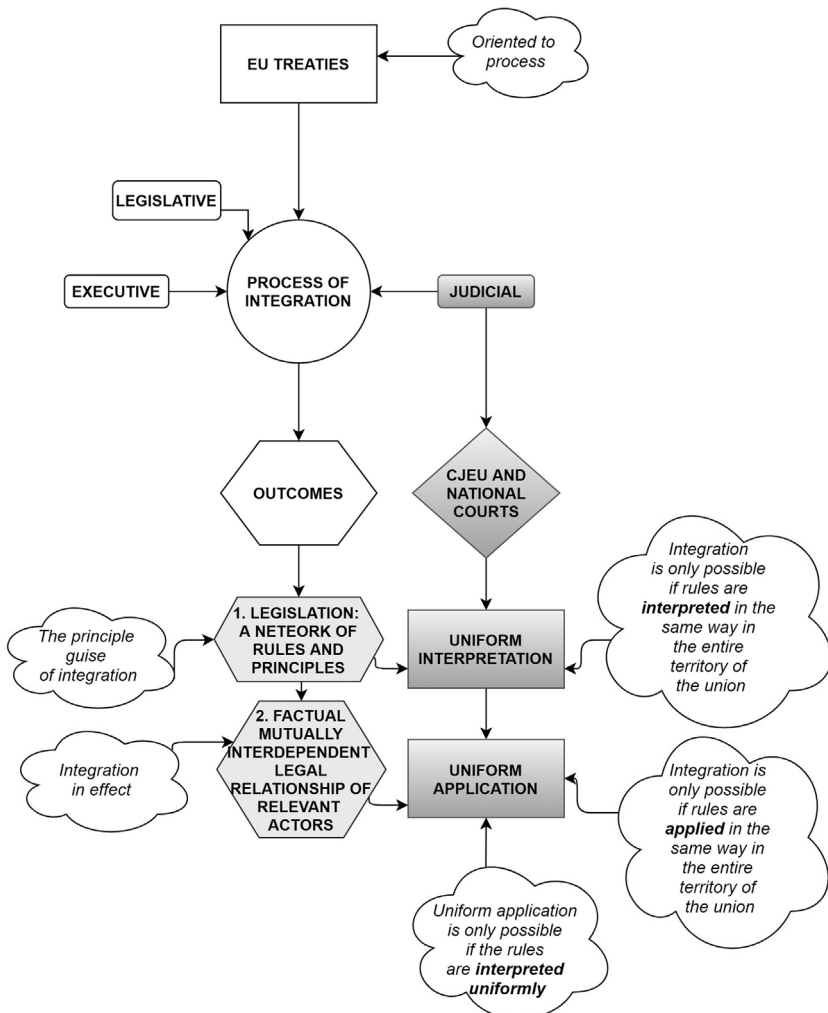 EU TREATIES
Oriented to
process
LEGISLATIVE
EXECUTIVE
PROCESS OF
INTEGRATION
JUDICIAL
OUTCOMES
CJEU AND
NATIONAL
COURTS
Integration
is only possible
if rules are
interpreted in the
same way in
the entire
territory of
the union
The principle
guise
of integration
1. LEGISLATION:
A NETEORK OF
RULES AND
PRINCIPLES
UNIFORM
INTERPRETATION
Integration
in effect
2. FACTUAL
MUTUALLY
INTERDEPENDENT
LEGAL
RELATIONSHIP OF
RELEVANT
ACTORS
UNIFORM
APPLICATION
Integration is
only possible
if rules are
applied in the
same way in
the entire
territory of
the union
Uniform application
is only possible
if the rules
are interpreted
uniformly